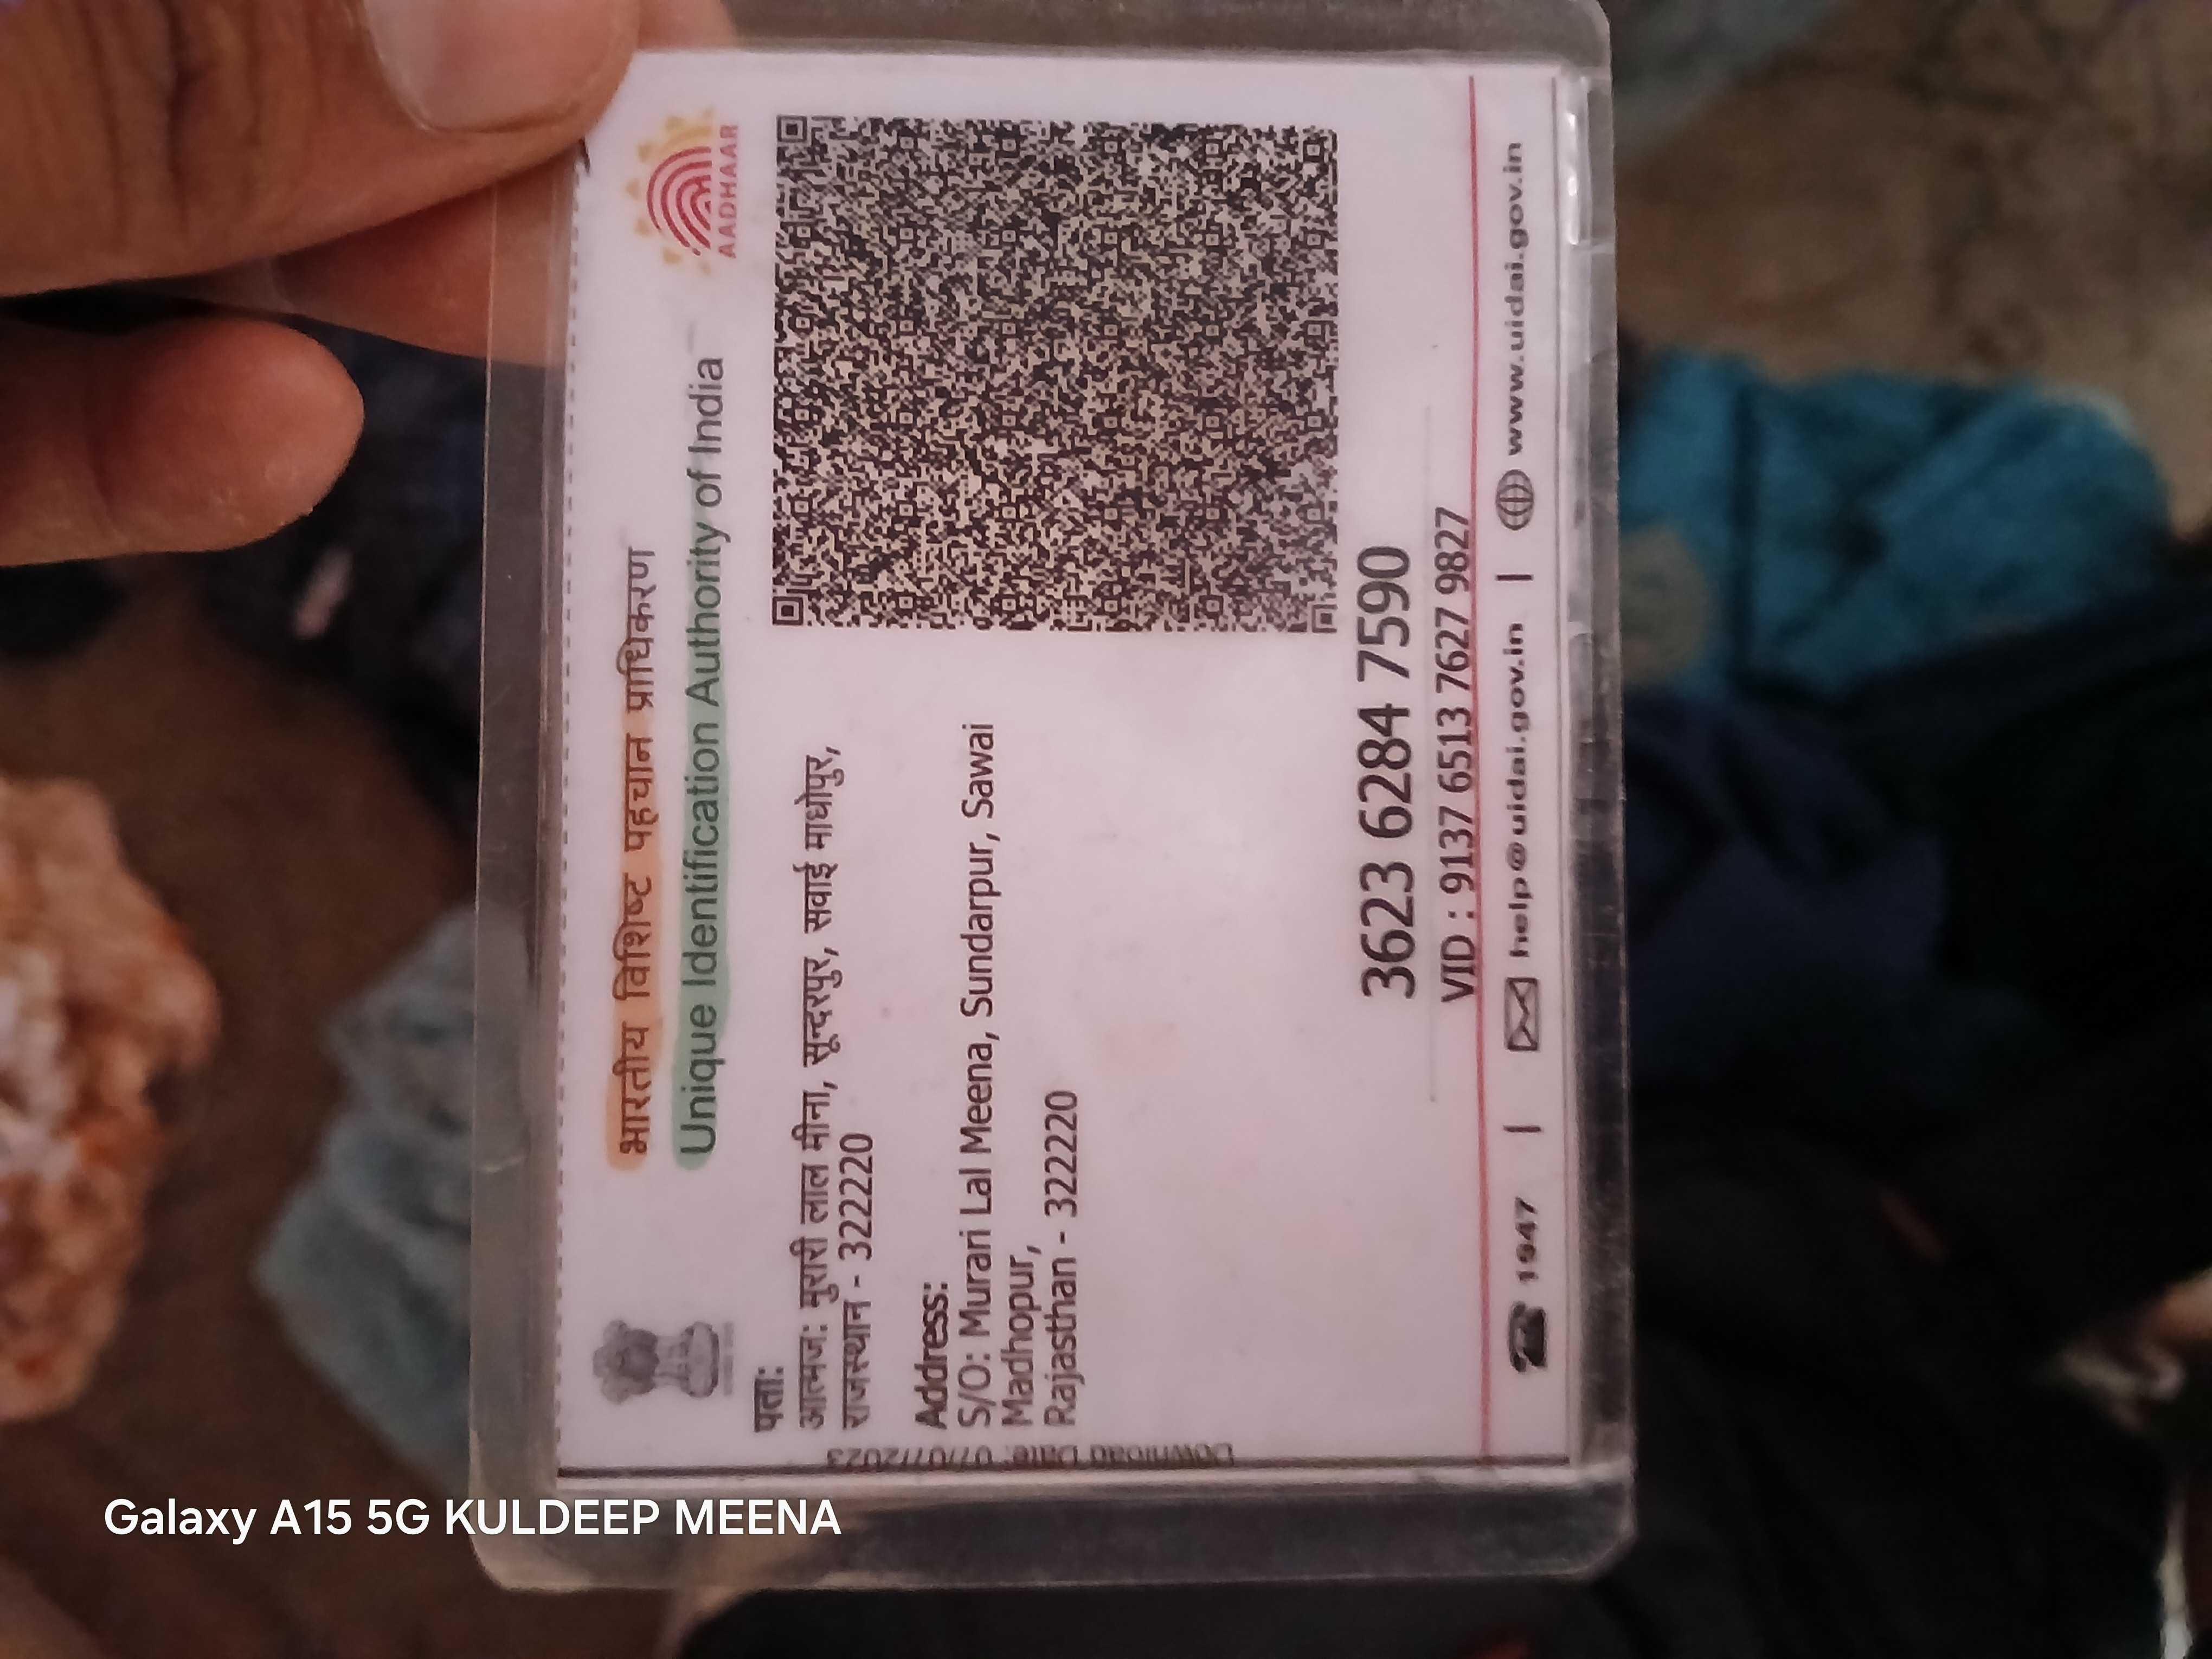 भारतीय विशिष्ट पहचान प्राधिकरण
Unique Identification Authority of India
AADHAAR
पता:
आत्मज: मुरारी लाल मीना, सुन्दरपुर, सवाई माधोपुर,
राजस्थान - 322220
Address:
S/O: Murari Lal Meena, Sundarpur, Sawai
Madhopur,
Rajasthan - 322220
Download Date: 07/07/2023
3623 6284 7590
VID : 9137 6513 7627 9827
1947 | help@uidai.gov.in | www.uidai.gov.in
Galaxy A15 5G KULDEEP MEENA